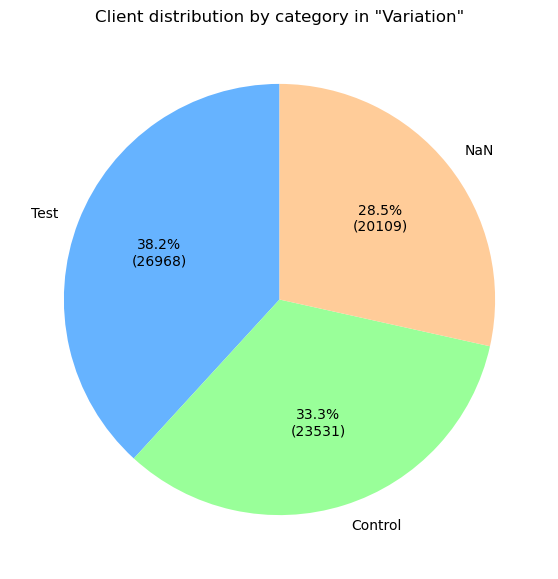 Client distribution by category in "Variation"
NaN
28.5%
(20109)
Test
38.2%
(26968)
33.3%
(23531)
Control